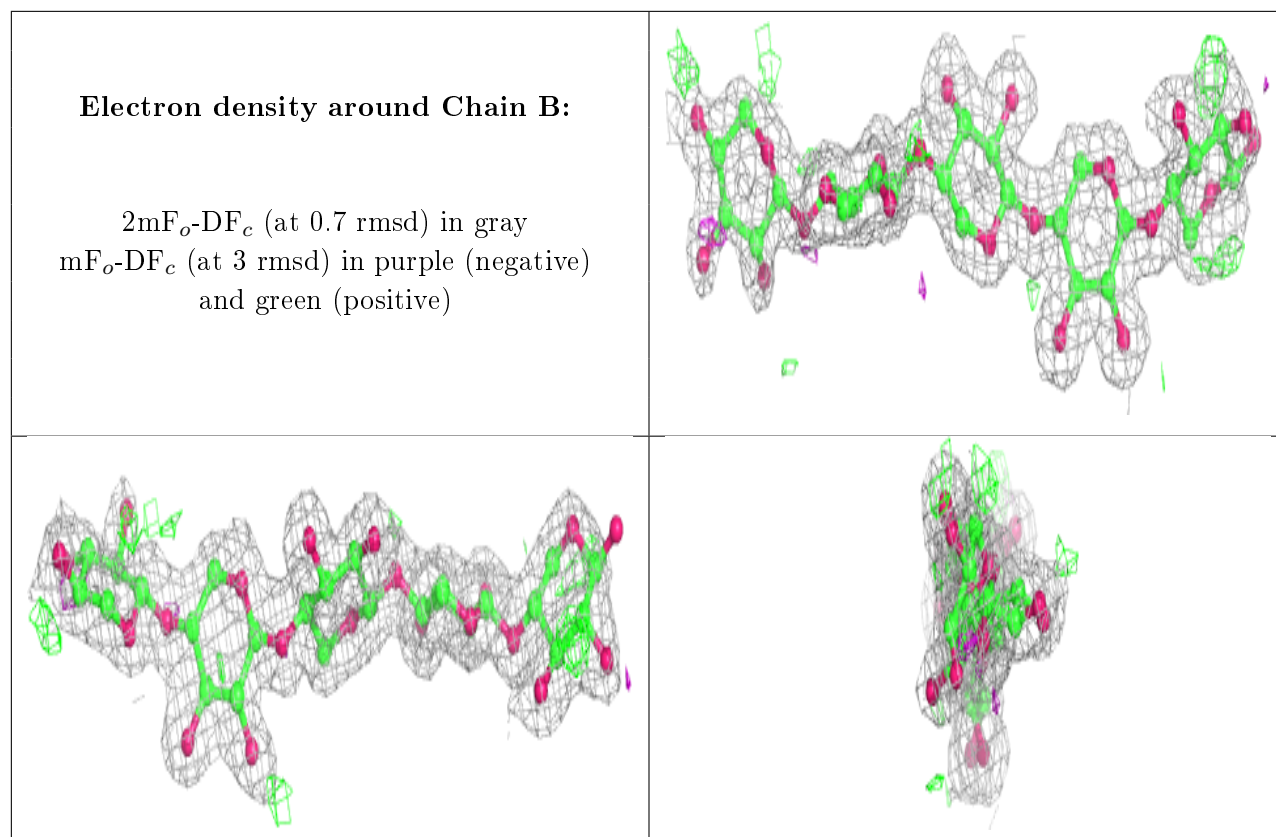 Electron density around Chain B:
2mFₒ-DF𝑐 (at 0.7 rmsd) in gray
mFₒ-DF𝑐 (at 3 rmsd) in purple (negative)
and green (positive)